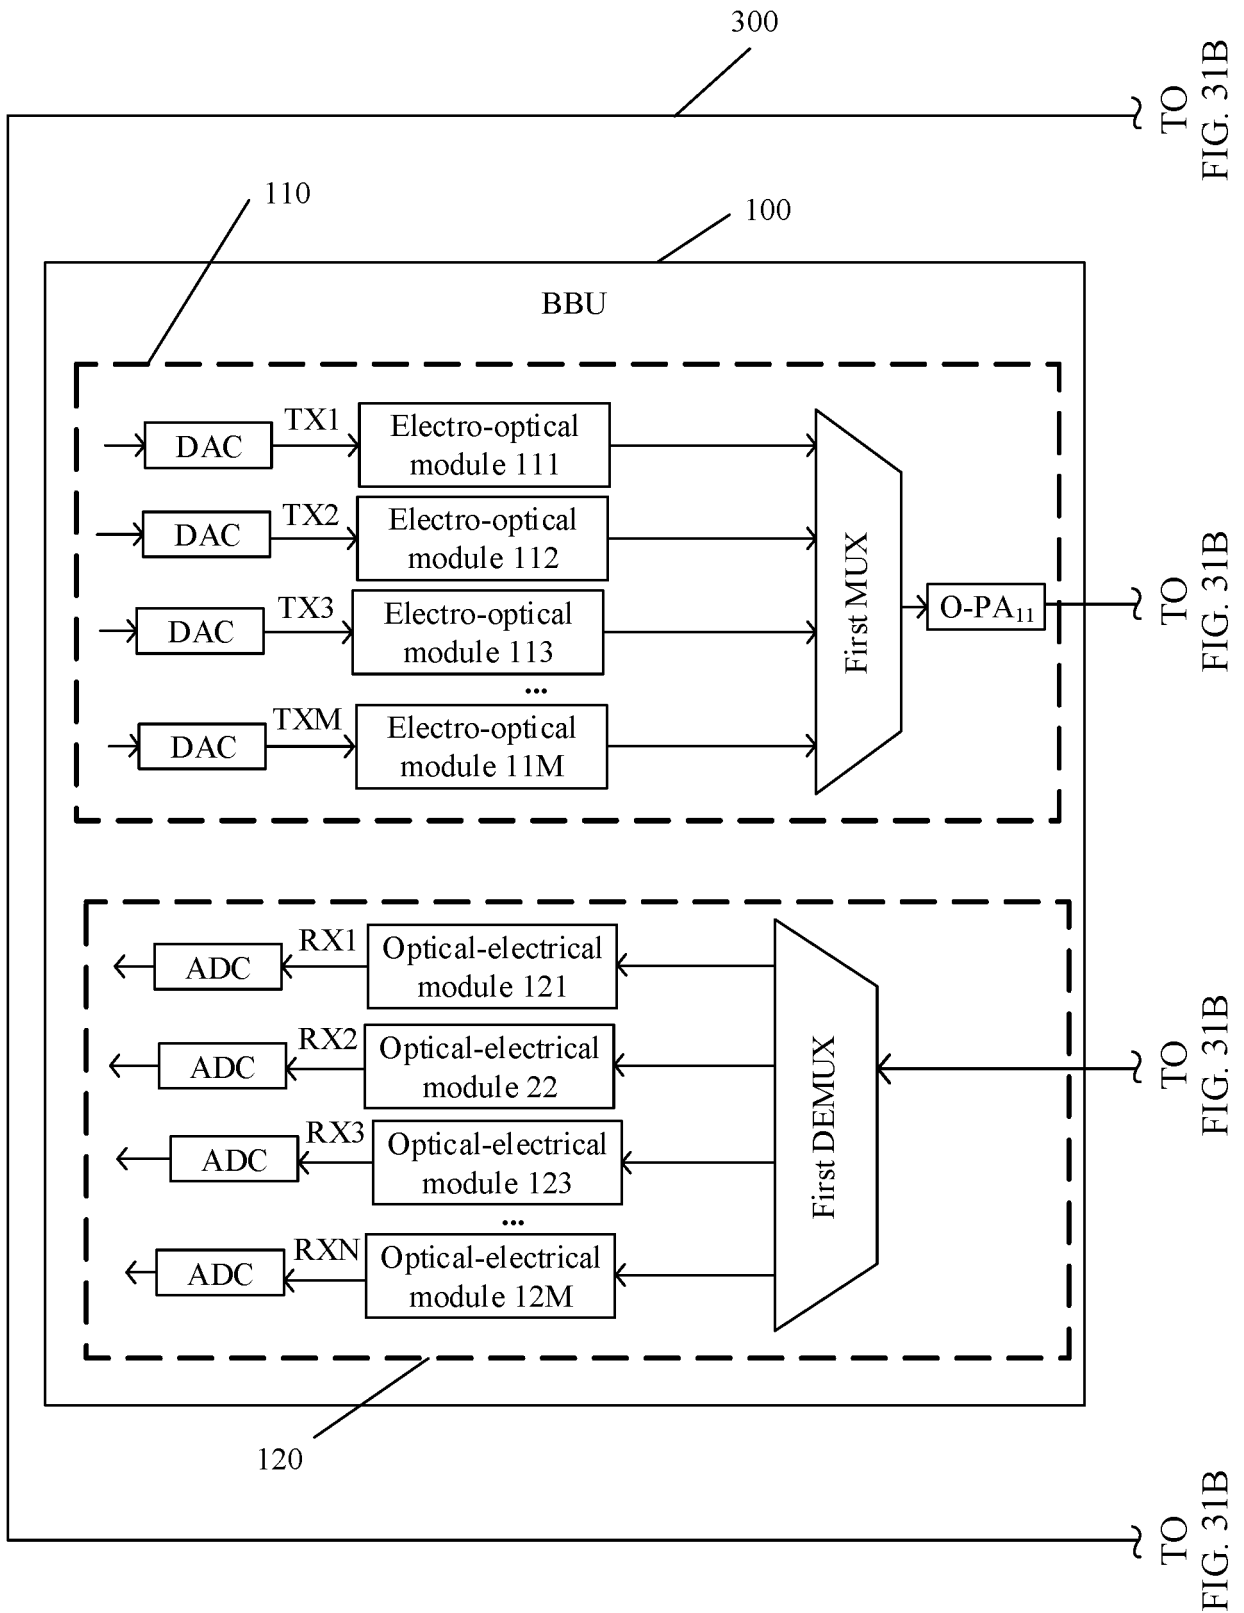 300
TO
FIG. 31B
110
100
BBU
DAC
TX1
Electro-optical
module 111
DAC
TX2
Electro-optical
module 112
DAC
TX3
Electro-optical
module 113
...
DAC
TXM
Electro-optical
module 11M
First MUX
O-PA₁₁
TO
FIG. 31B
ADC
RX1
Optical-electrical
module 121
ADC
RX2
Optical-electrical
module 22
ADC
RX3
Optical-electrical
module 123
...
ADC
RXN
Optical-electrical
module 12M
First DEMUX
TO
FIG. 31B
120
TO
FIG. 31B